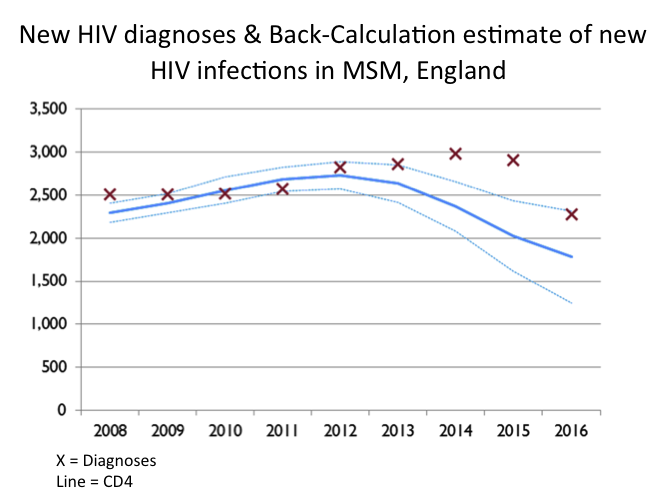 New HIV diagnoses & Back-Calculation estimate of new
HIV infections in MSM, England
3,500
3,000
2,500
2,000
1,500
1,000
500
0
2008 2009 2010 2011 2012 2013 2014 2015 2016
X = Diagnoses
Line = CD4